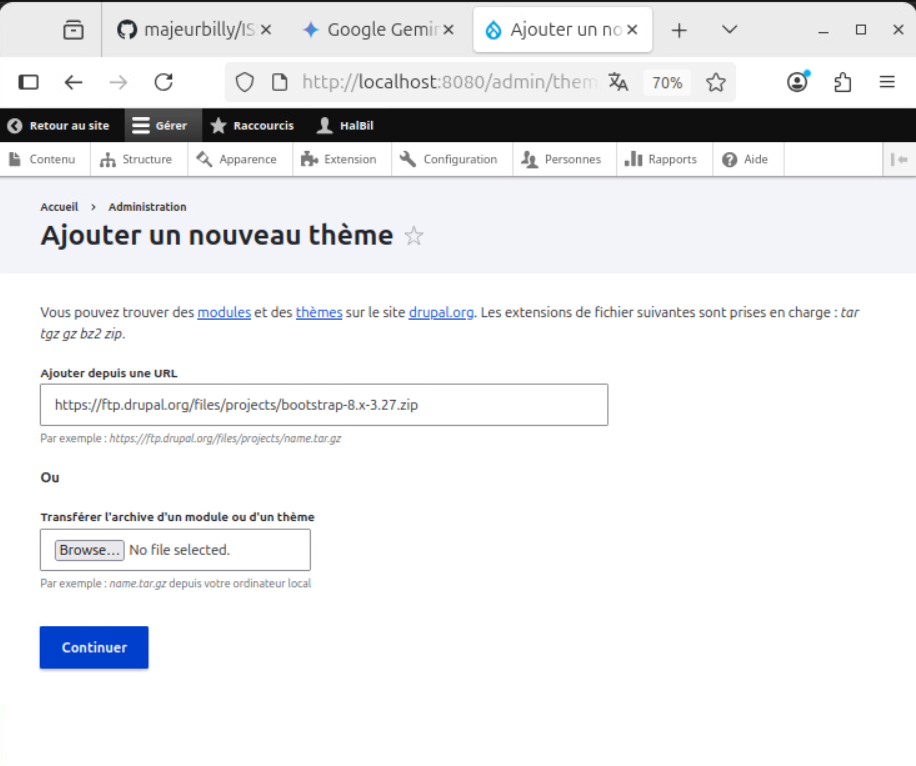 majeurbilly/IS
Google Gemir
Ajouter un no
http://localhost:8080/admin/them
70%
Retour au site
Gérer
Raccourcis
HalBil
Contenu
Structure
Apparence
Extension
Configuration
Personnes
Rapports
Aide
Accueil > Administration
Ajouter un nouveau thème
Vous pouvez trouver des modules et des thèmes sur le site drupal.org. Les extensions de fichier suivantes sont prises en charge : tar
tgz gz bz2 zip.
Ajouter depuis une URL
https://ftp.drupal.org/files/projects/bootstrap-8.x-3.27.zip
Par exemple : https://ftp.drupal.org/files/projects/name.tar.gz
Ou
Transférer l'archive d'un module ou d'un thème
Browse... No file selected.
Par exemple : name.tar.gz depuis votre ordinateur local
Continuer